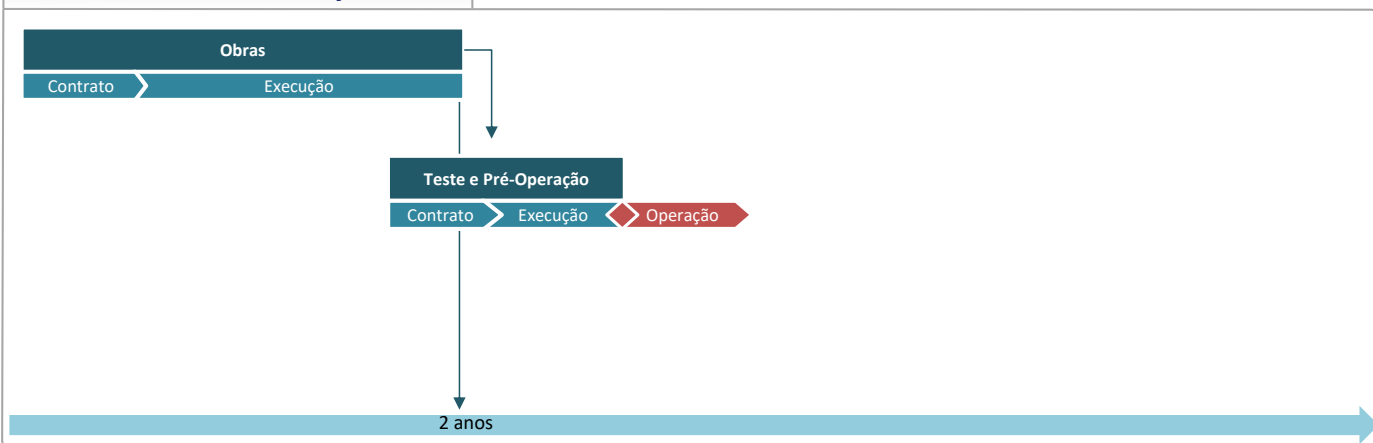 Obras
Contrato Execução
Teste e Pré-Operação
Contrato Execução Operação
2 anos